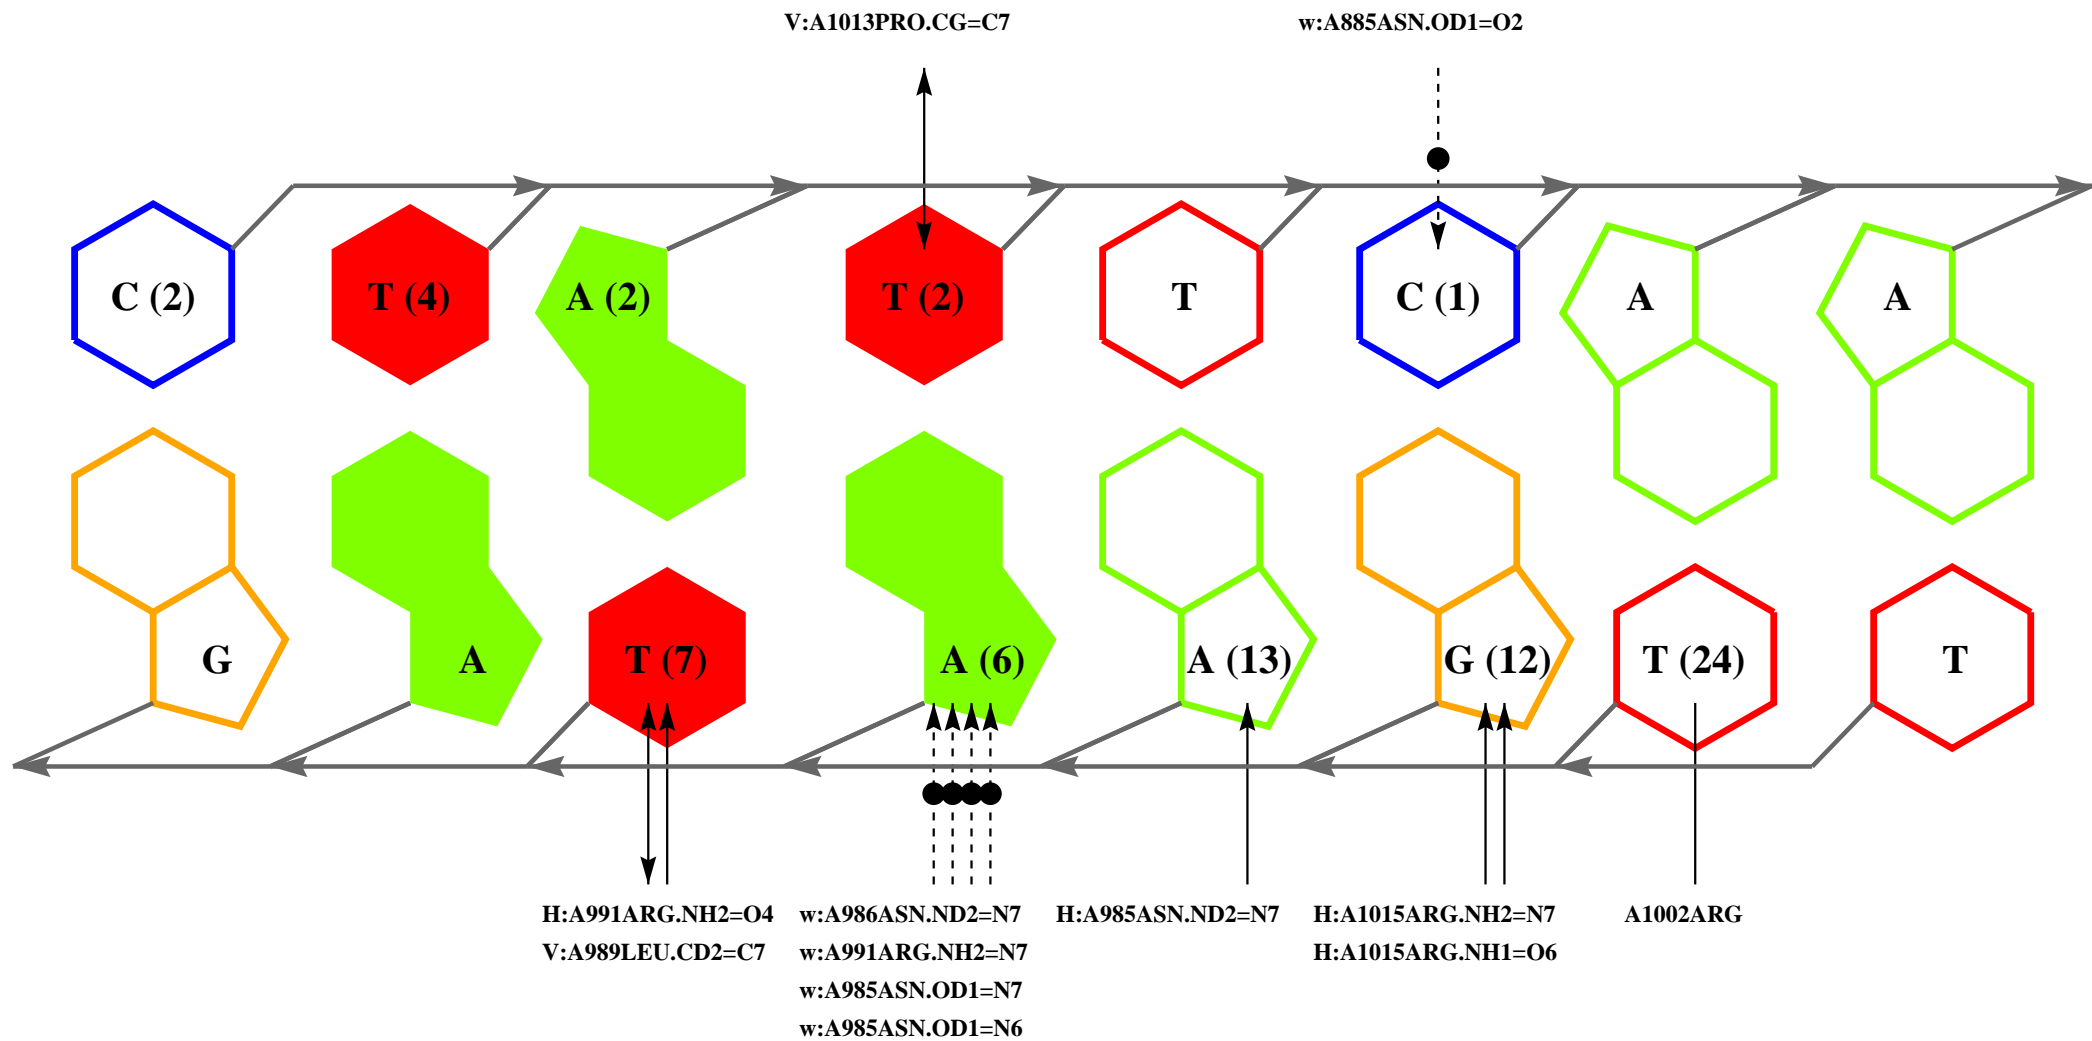 V:A1013PRO.CG=C7 w:A885ASN.OD1=O2
C (2) T (4) A (2) T (2) T C (1) A A
G A T (7) A (6) A (13) G (12) T (24) T
H:A991ARG.NH2=O4 w:A986ASN.ND2=N7 H:A985ASN.ND2=N7 H:A1015ARG.NH2=N7 A1002ARG
V:A989LEU.CD2=C7 w:A991ARG.NH2=N7 H:A1015ARG.NH1=O6
w:A985ASN.OD1=N7
w:A985ASN.OD1=N6